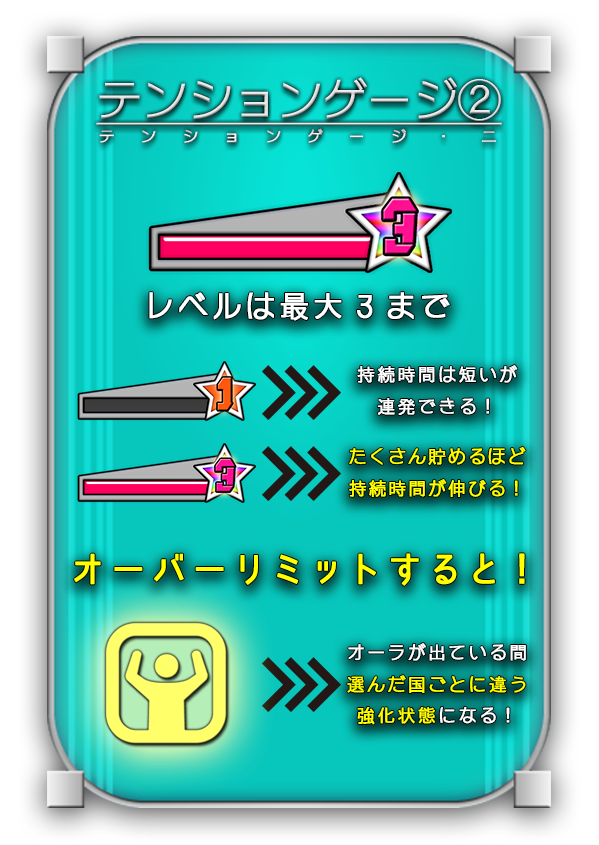 テンションゲージ②
テンションゲージ・ニ
3
レベルは最大3まで
1
持続時間は短いが
連発できる！
3
たくさん貯めるほど
持続時間が伸びる！
オーバーリミットすると！
オーラが出ている間
選んだ国ごとに違う
強化状態になる！